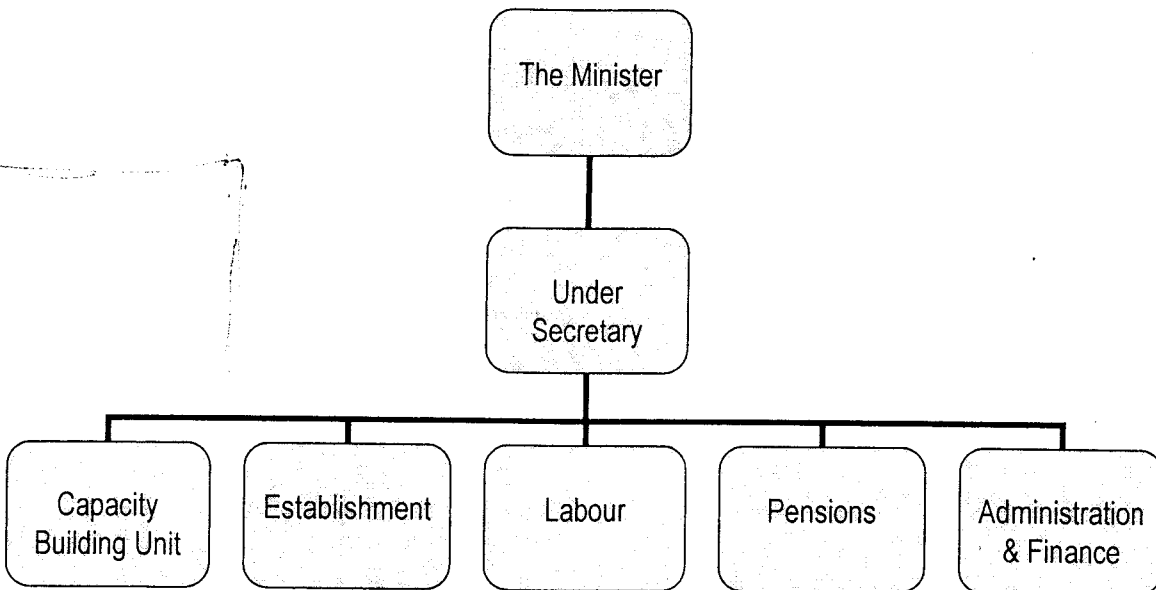 The Minister
Under
Secretary
Capacity
Building Unit
Establishment
Labour
Pensions
Administration
& Finance